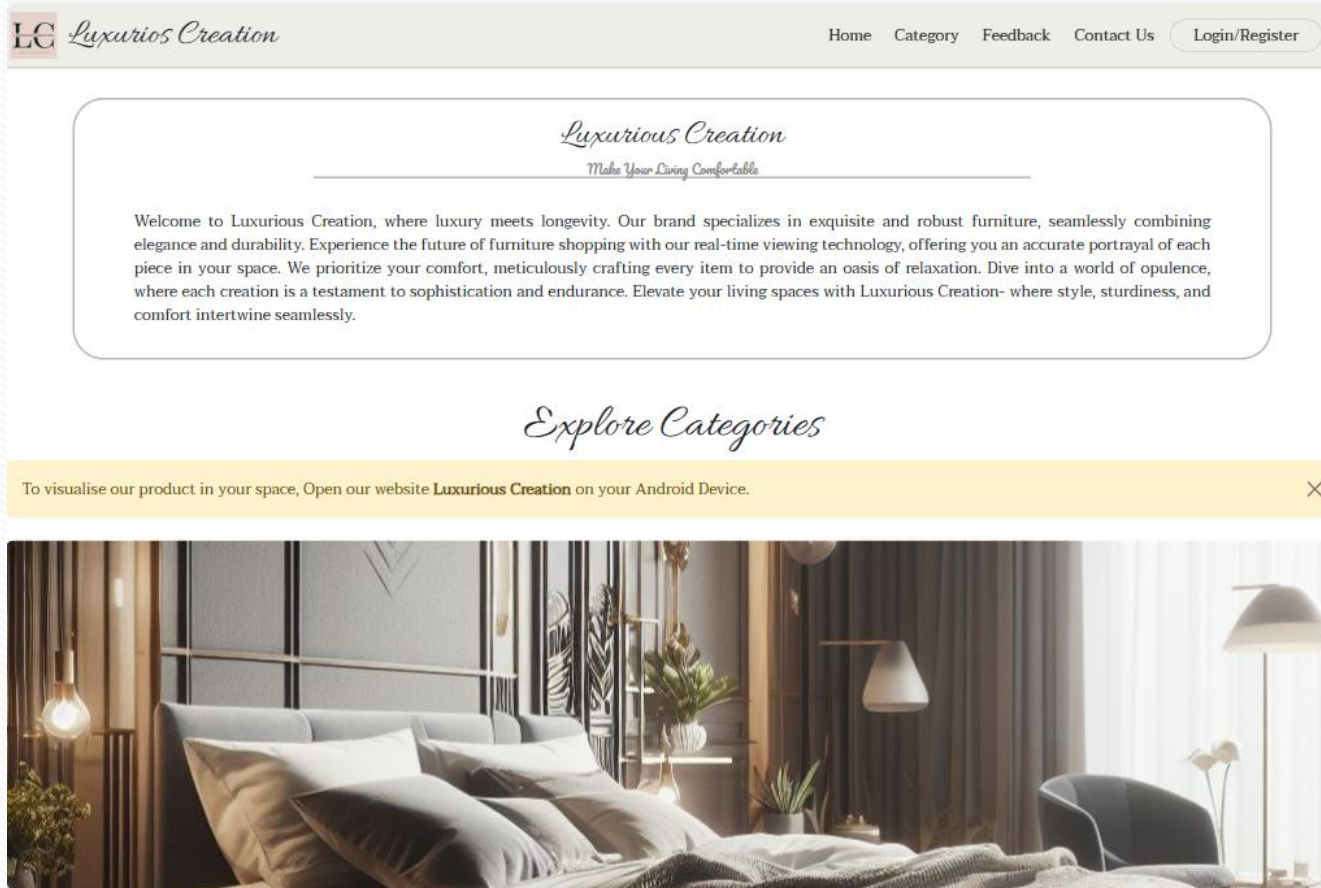 LC Luxurios Creation
Home Category Feedback Contact Us Login/Register
Luxurious Creation
Make Your Living Comfortable
Welcome to Luxurious Creation, where luxury meets longevity. Our brand specializes in exquisite and robust furniture, seamlessly combining
elegance and durability. Experience the future of furniture shopping with our real-time viewing technology, offering you an accurate portrayal of each
piece in your space. We prioritize your comfort, meticulously crafting every item to provide an oasis of relaxation. Dive into a world of opulence,
where each creation is a testament to sophistication and endurance. Elevate your living spaces with Luxurious Creation- where style, sturdiness, and
comfort intertwine seamlessly.
Explore Categories
To visualise our product in your space, Open our website Luxurious Creation on your Android Device.